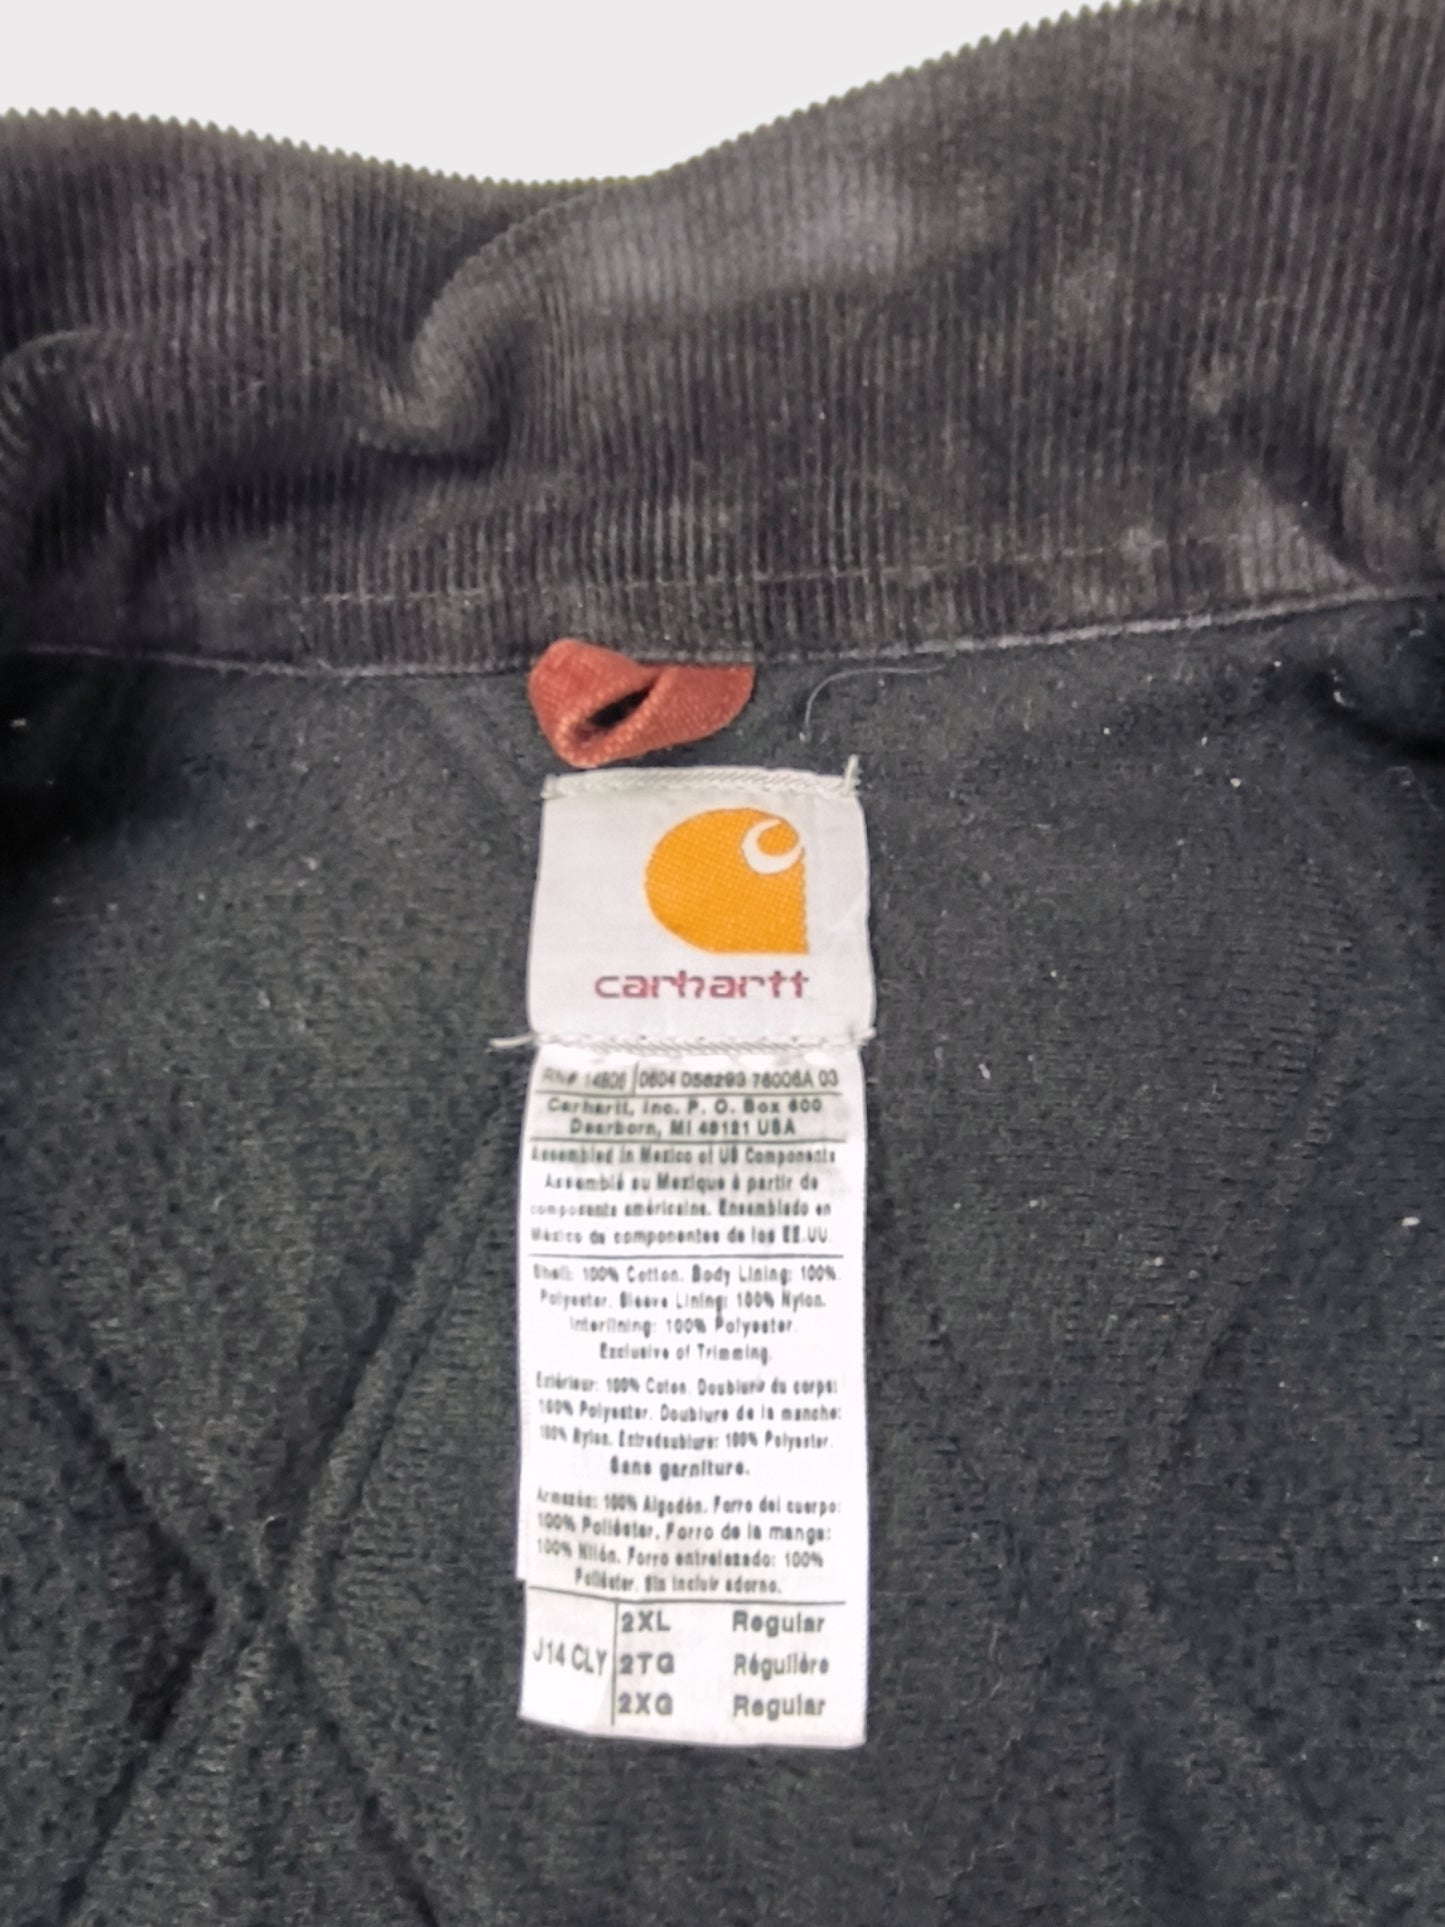 carhartt
RN# 14806 0604 D58293 76006A 03
Carhartt, Inc. P. O. Box 600
Dearborn, MI 48121 USA
Assembled in Mexico of US Components
Assemblé au Mexique à partir de
composants américains. Ensamblado en
México de componentes de los EE.UU.
Shell: 100% Cotton. Body Lining: 100%
Polyester. Sleeve Lining: 100% Nylon.
Interlining: 100% Polyester.
Exclusive of Trimming.
Extérieur: 100% Coton. Doublure du corps:
100% Polyester. Doublure de la manche:
100% Nylon. Entredoublure: 100% Polyester.
Sans garniture.
Armazón: 100% Algodón. Forro del cuerpo:
100% Poliéster. Forro de la manga:
100% Nilón. Forro entrelazado: 100%
Poliéster. Sin incluir adorno.
J14 CLY
2XL Regular
2TG Régulière
2XG Regular